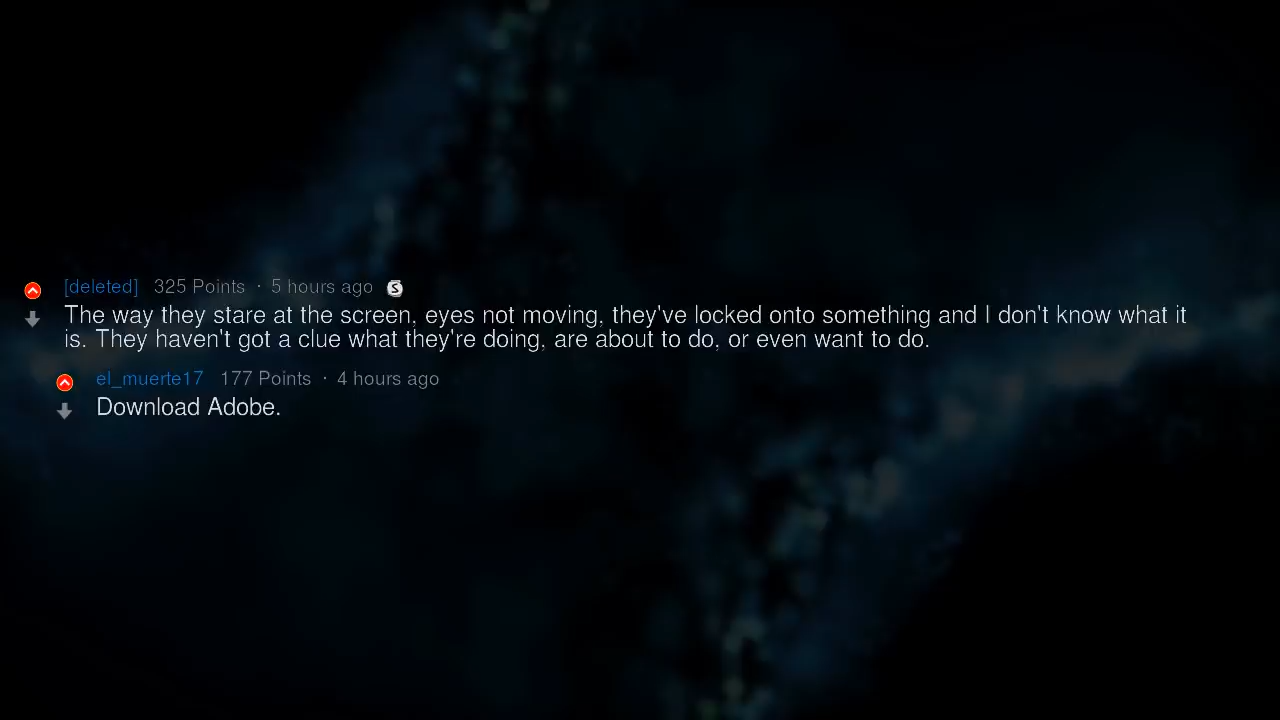 [deleted] 325 Points · 5 hours ago S
The way they stare at the screen, eyes not moving, they've locked onto something and I don't know what it
is. They haven't got a clue what they're doing, are about to do, or even want to do.
el_muerte17 177 Points · 4 hours ago
Download Adobe.